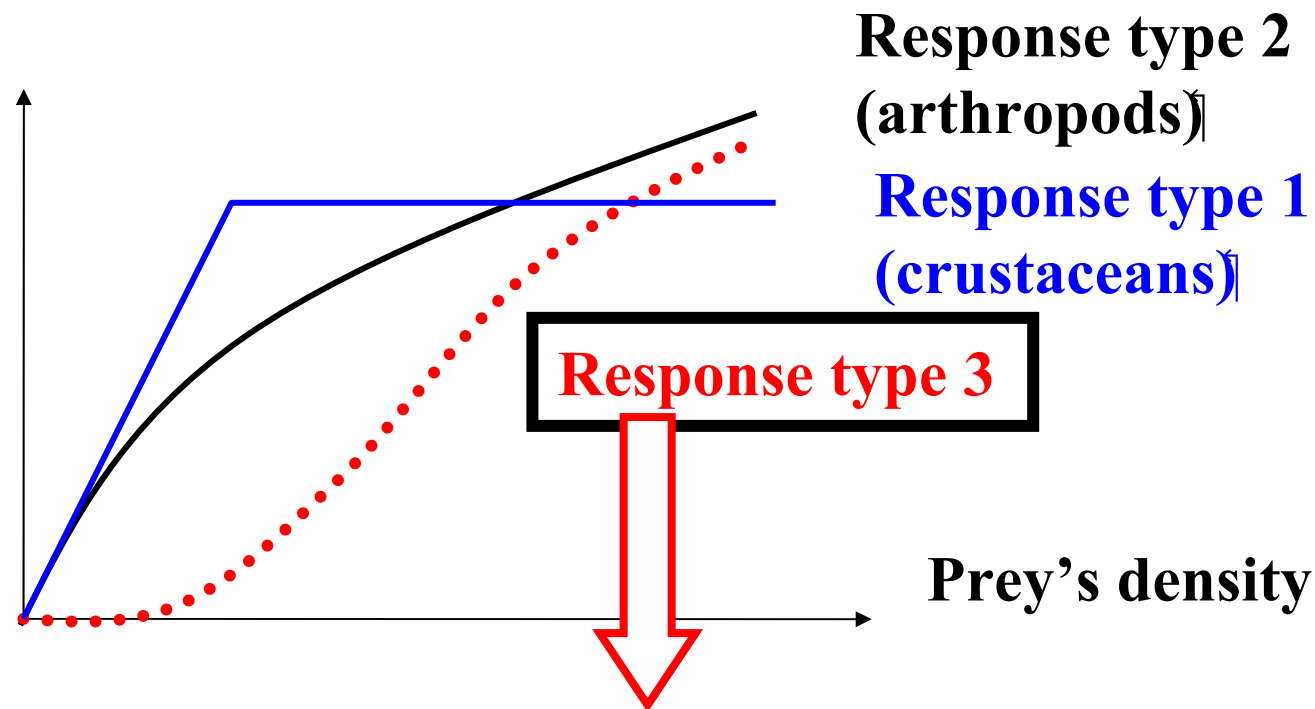 Response type 2
(arthropods)
Response type 1
(crustaceans)
Response type 3
Prey’s density